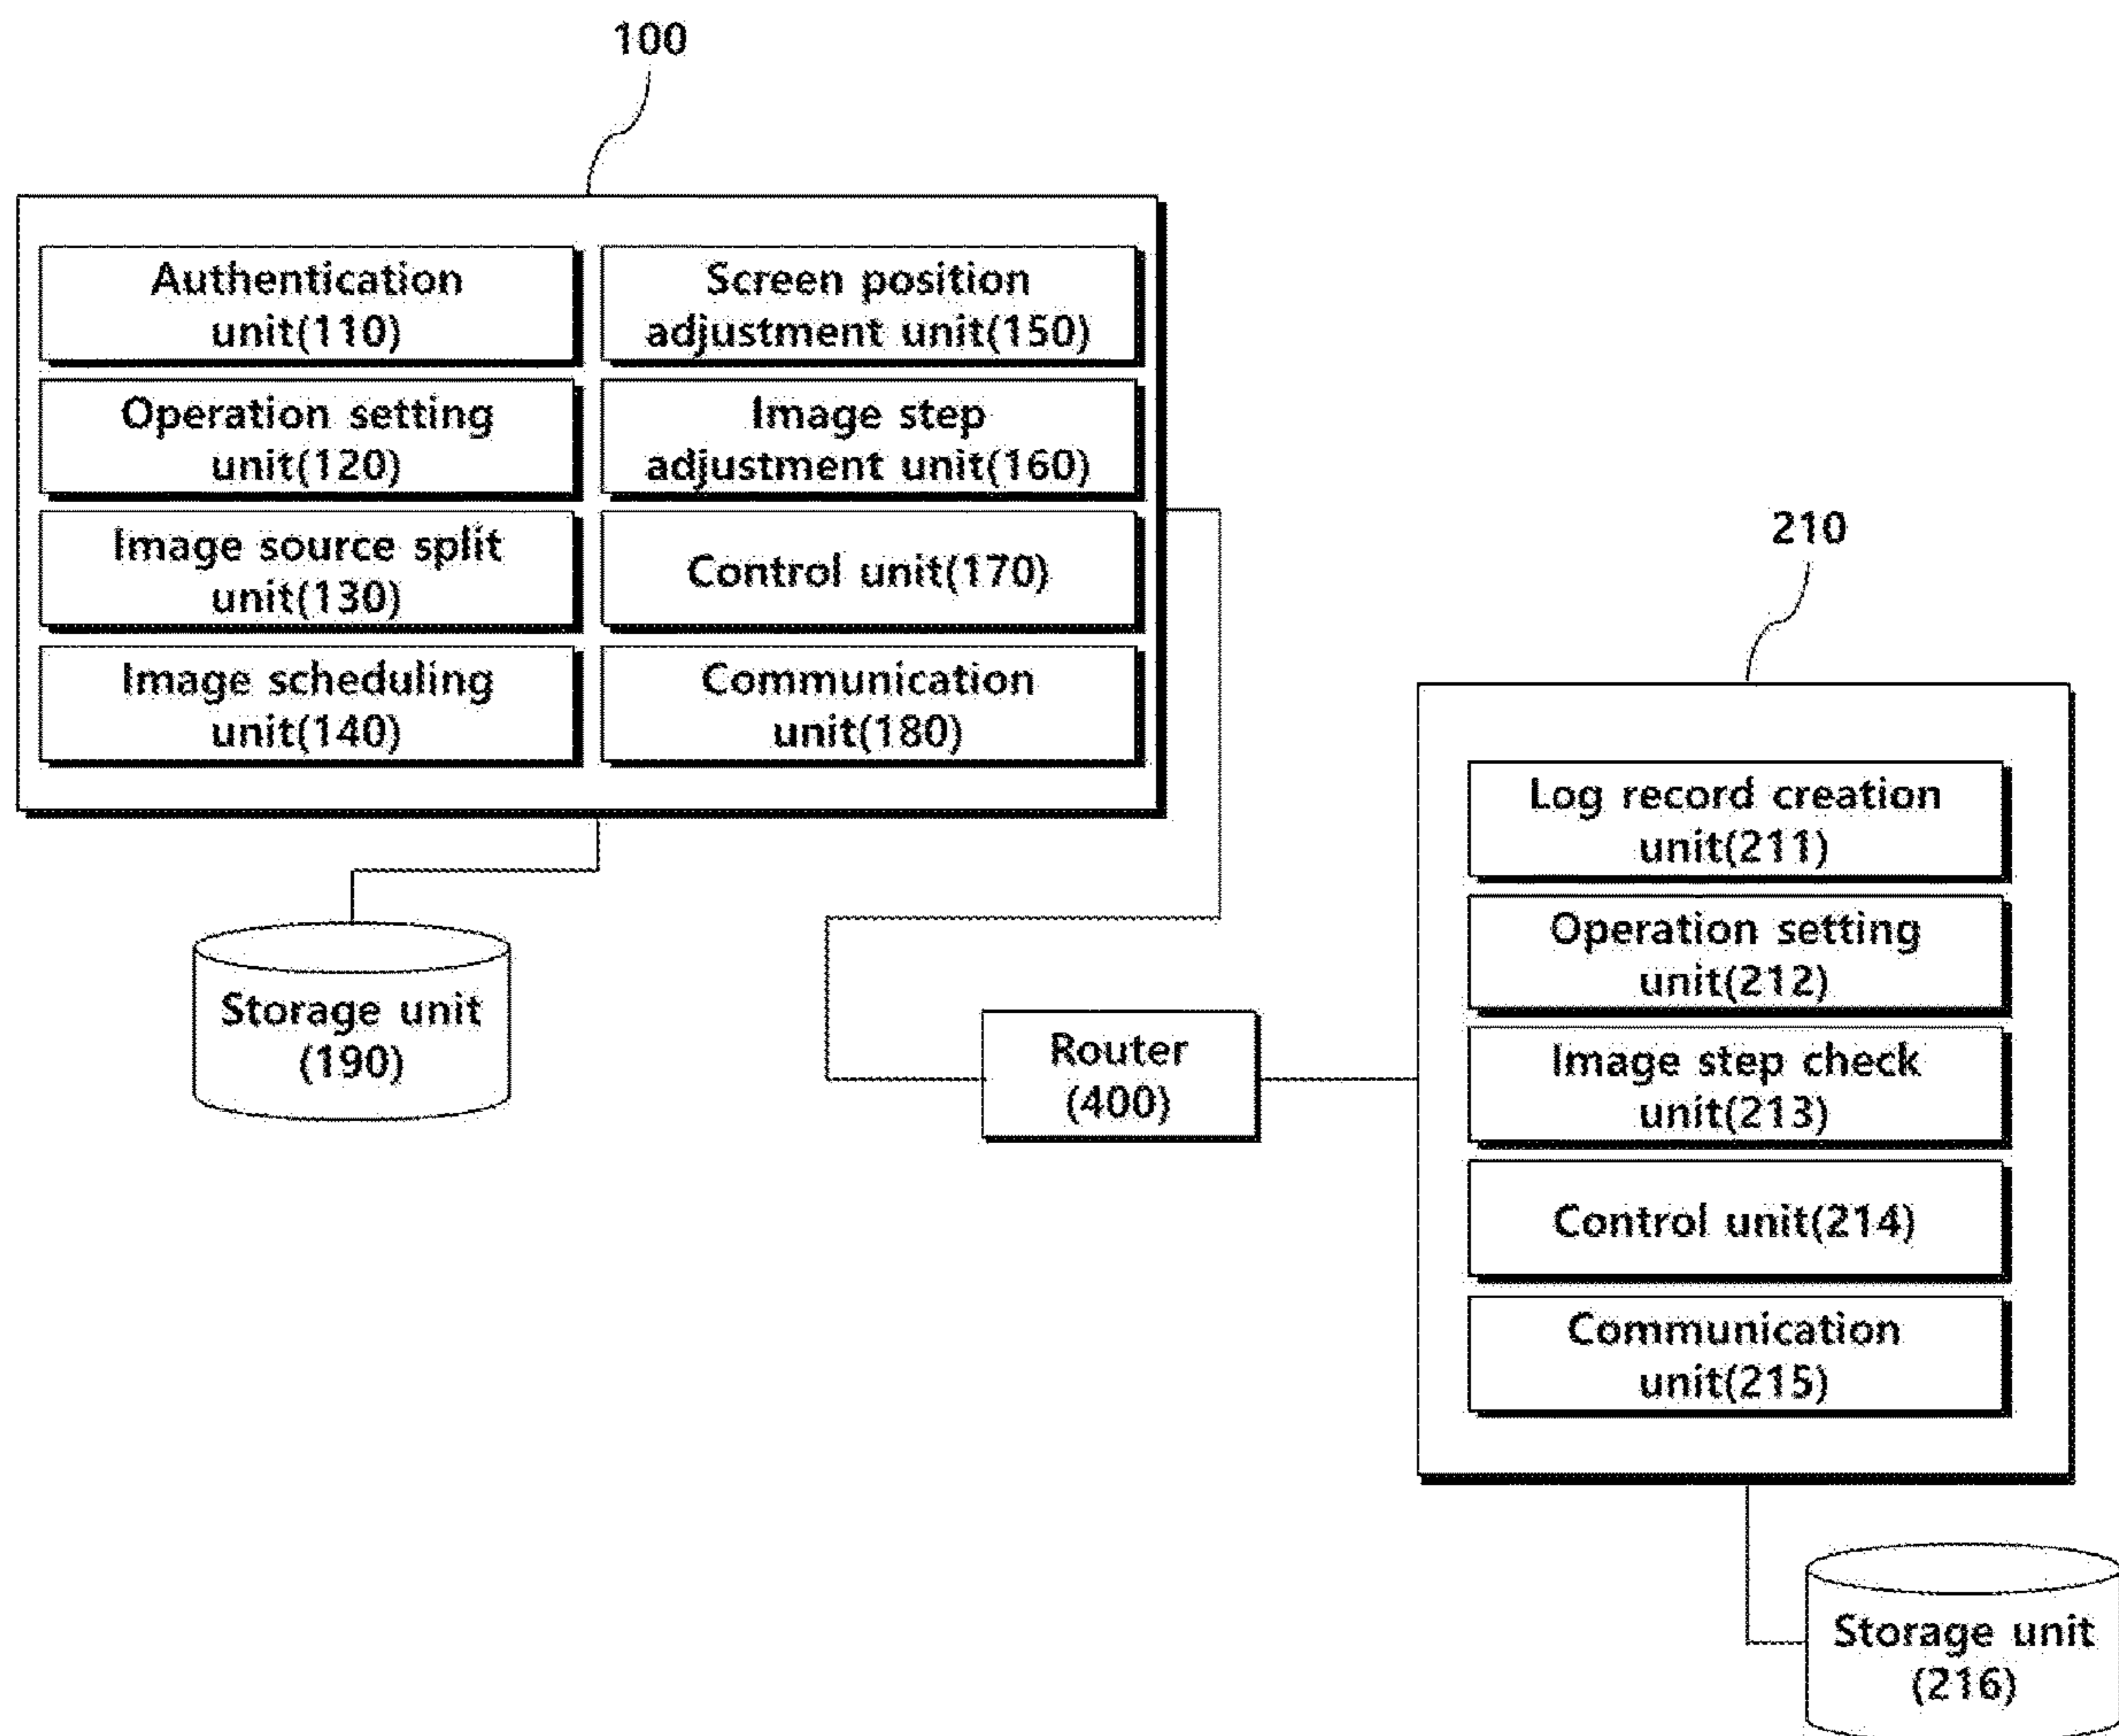 100
Authentication
unit(110)
Screen position
adjustment unit(150)
Operation setting
unit(120)
Image step
adjustment unit(160)
Image source split
unit(130)
Control unit(170)
Image scheduling
unit(140)
Communication
unit(180)
Storage unit
(190)
Router
(400)
210
Log record creation
unit(211)
Operation setting
unit(212)
Image step check
unit(213)
Control unit(214)
Communication
unit(215)
Storage unit
(216)